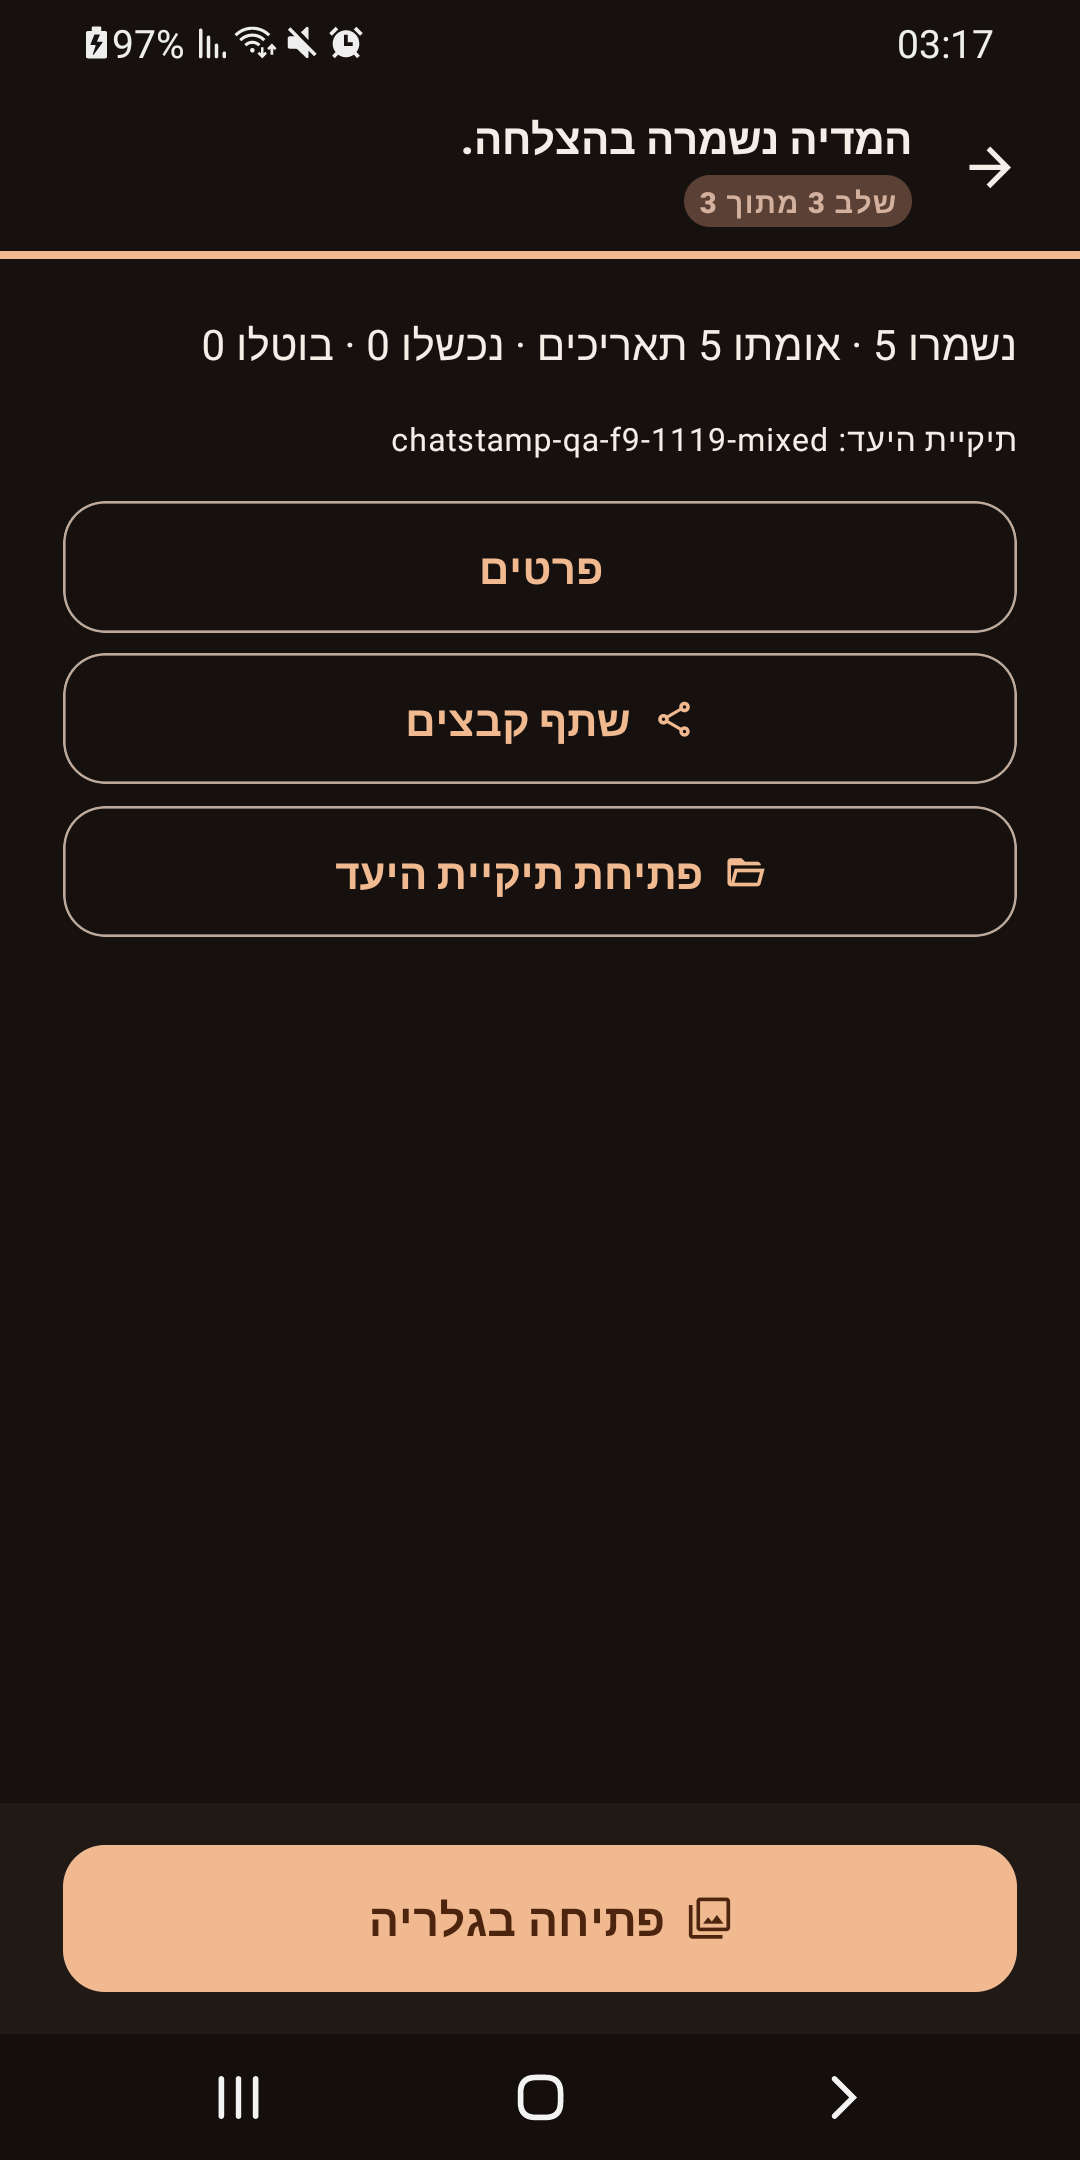 97%
03:17
המדיה נשמרה בהצלחה.
שלב 3 מתוך 3
נשמרו 5 · אומתו 5 תאריכים · נכשלו 0 · בוטלו 0
תיקיית היעד: chatstamp-qa-f9-1119-mixed
פרטים
שתף קבצים
פתיחת תיקיית היעד
פתיחה בגלריה